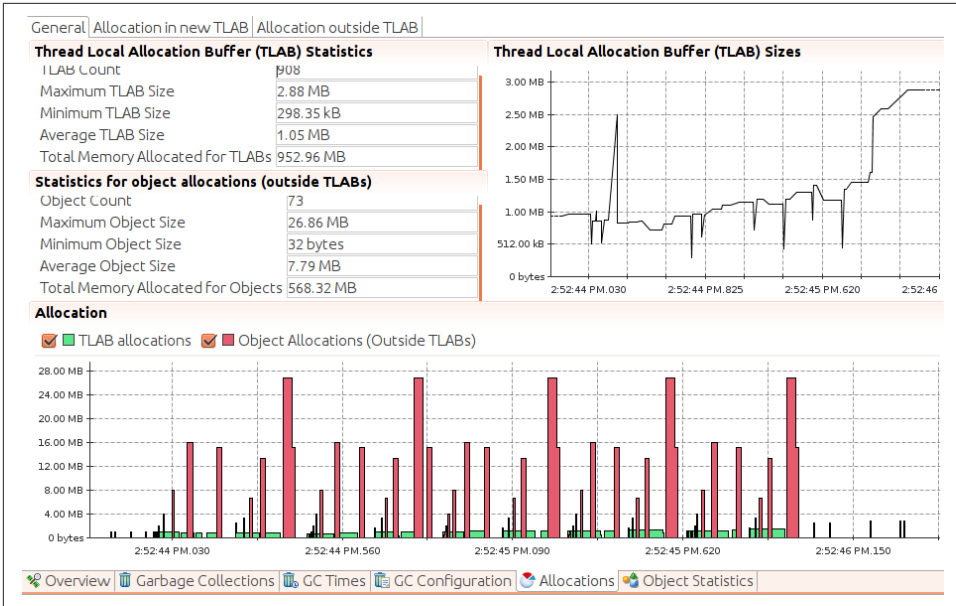 General Allocation in new TLAB Allocation outside TLAB
Thread Local Allocation Buffer (TLAB) Statistics
TLAB Count 908
Maximum TLAB Size 2.88 MB
Minimum TLAB Size 298.35 kB
Average TLAB Size 1.05 MB
Total Memory Allocated for TLABs 952.96 MB
Statistics for object allocations (outside TLABs)
Object Count 73
Maximum Object Size 26.86 MB
Minimum Object Size 32 bytes
Average Object Size 7.79 MB
Total Memory Allocated for Objects 568.32 MB
Thread Local Allocation Buffer (TLAB) Sizes
3.00 MB
2.50 MB
2.00 MB
1.50 MB
1.00 MB
512.00 kB
0 bytes
2:52:44 PM.030 2:52:44 PM.825 2:52:45 PM.620 2:52:46
Allocation
TLAB allocations Object Allocations (Outside TLABs)
28.00 MB
24.00 MB
20.00 MB
16.00 MB
12.00 MB
8.00 MB
4.00 MB
0 bytes
2:52:44 PM.030 2:52:44 PM.560 2:52:45 PM.090 2:52:45 PM.620 2:52:46 PM.150
Overview Garbage Collections GC Times GC Configuration Allocations Object Statistics